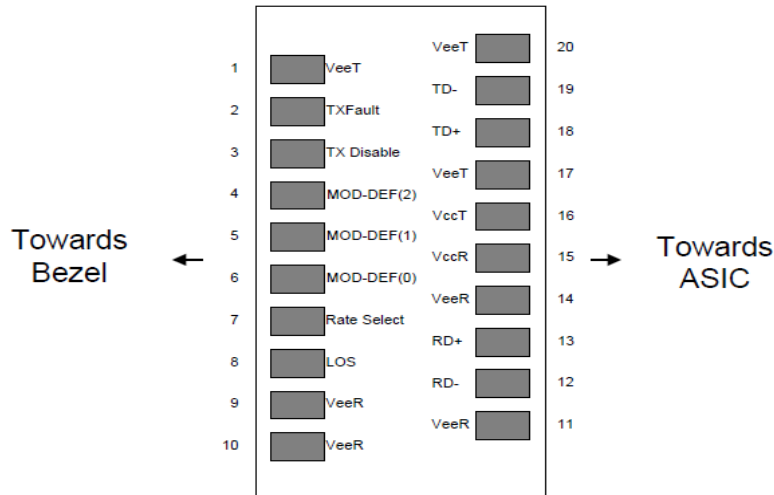 VeeT 20
1 VeeT
TD- 19
2 TXFault
TD+ 18
3 TX Disable
VeeT 17
4 MOD-DEF(2)
VccT 16
5 MOD-DEF(1)
VccR 15
Towards
Bezel
Towards
ASIC
6 MOD-DEF(0)
VeeR 14
7 Rate Select
RD+ 13
8 LOS
RD- 12
9 VeeR
VeeR 11
10 VeeR